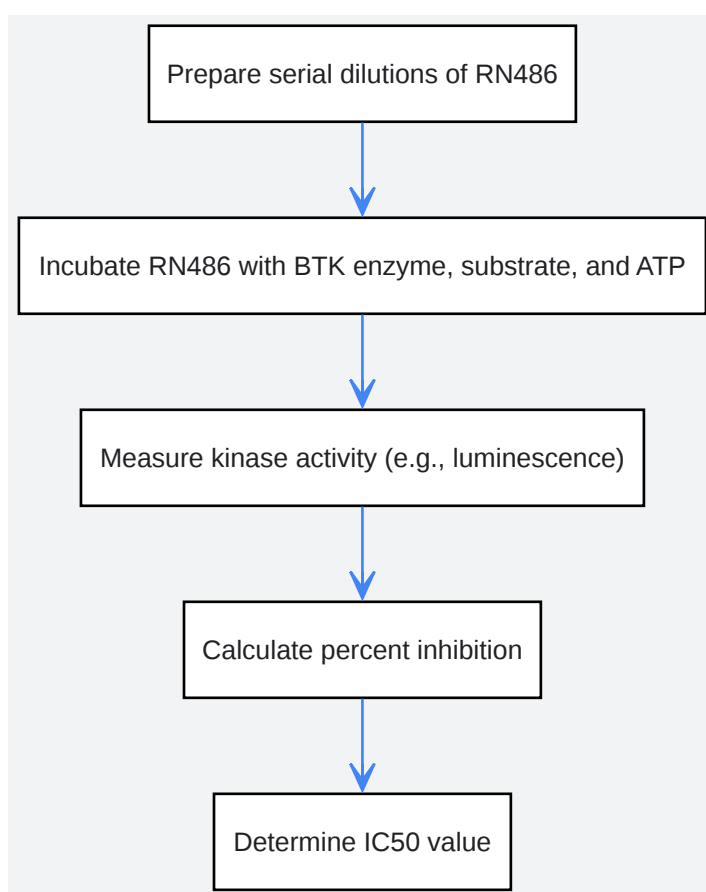 Prepare serial dilutions of RN486
Incubate RN486 with BTK enzyme, substrate, and ATP
Measure kinase activity (e.g., luminescence)
Calculate percent inhibition
Determine IC50 value